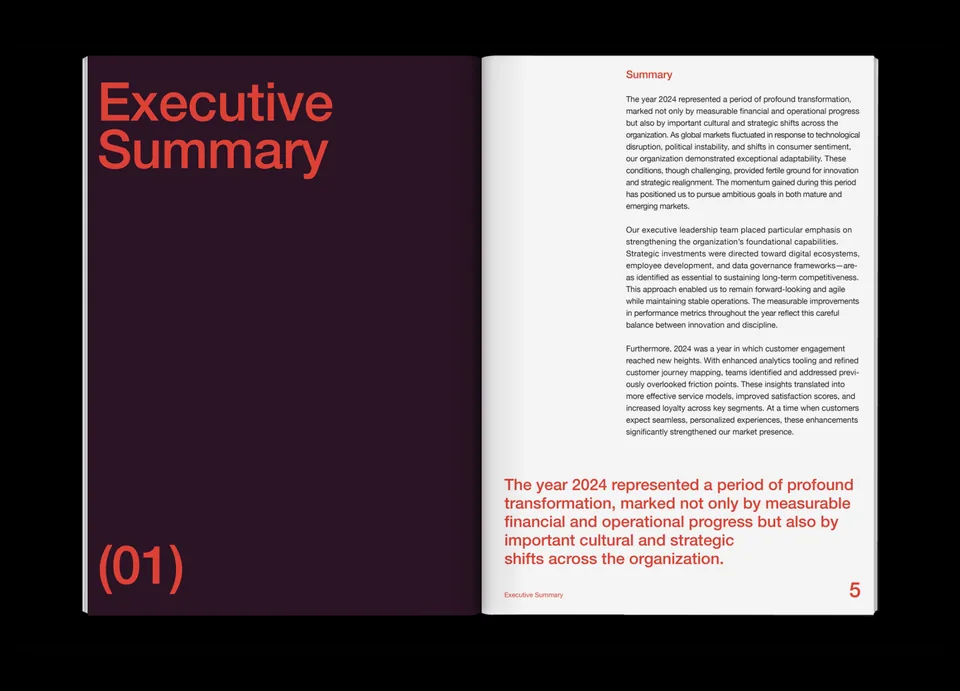 Executive
Summary
(01)
Summary
The year 2024 represented a period of profound transformation,
marked not only by measurable financial and operational progress
but also by important cultural and strategic shifts across the
organization. As global markets fluctuated in response to technological
disruption, political instability, and shifts in consumer sentiment,
our organization demonstrated exceptional adaptability. These
conditions, though challenging, provided fertile ground for innovation
and strategic realignment. The momentum gained during this period
has positioned us to pursue ambitious goals in both mature and
emerging markets.
Our executive leadership team placed particular emphasis on
strengthening the organization's foundational capabilities.
Strategic investments were directed toward digital ecosystems,
employee development, and data governance frameworks—are-
as identified as essential to sustaining long-term competitiveness.
This approach enabled us to remain forward-looking and agile
while maintaining stable operations. The measurable improvements
in performance metrics throughout the year reflect this careful
balance between innovation and discipline.
Furthermore, 2024 was a year in which customer engagement
reached new heights. With enhanced analytics tooling and refined
customer journey mapping, teams identified and addressed previ-
ously overlooked friction points. These insights translated into
more effective service models, improved satisfaction scores, and
increased loyalty across key segments. At a time when customers
expect seamless, personalized experiences, these enhancements
significantly strengthened our market presence.
The year 2024 represented a period of profound
transformation, marked not only by measurable
financial and operational progress but also by
important cultural and strategic
shifts across the organization.
Executive Summary
5